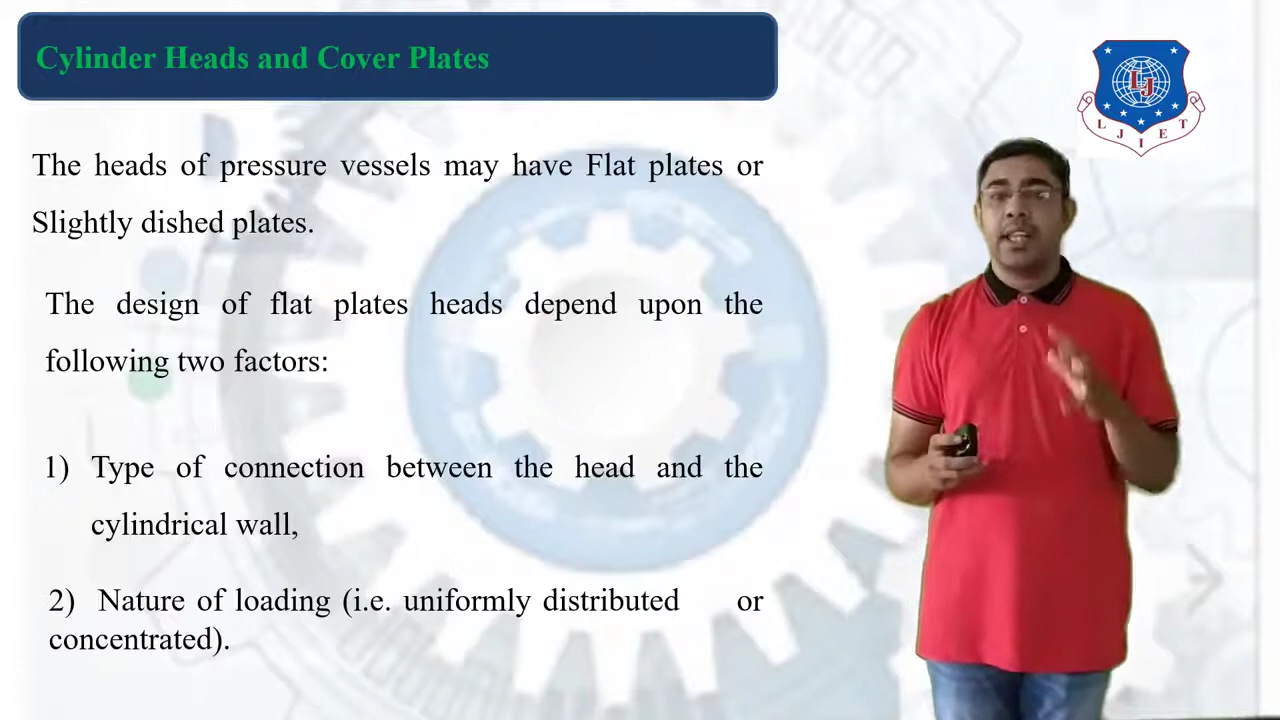 Cylinder Heads and Cover Plates
The heads of pressure vessels may have Flat plates or
Slightly dished plates.
The design of flat plates heads depend upon the
following two factors:
1) Type of connection between the head and the
cylindrical wall,
2) Nature of loading (i.e. uniformly distributed or
concentrated).
LJ
L J I E T